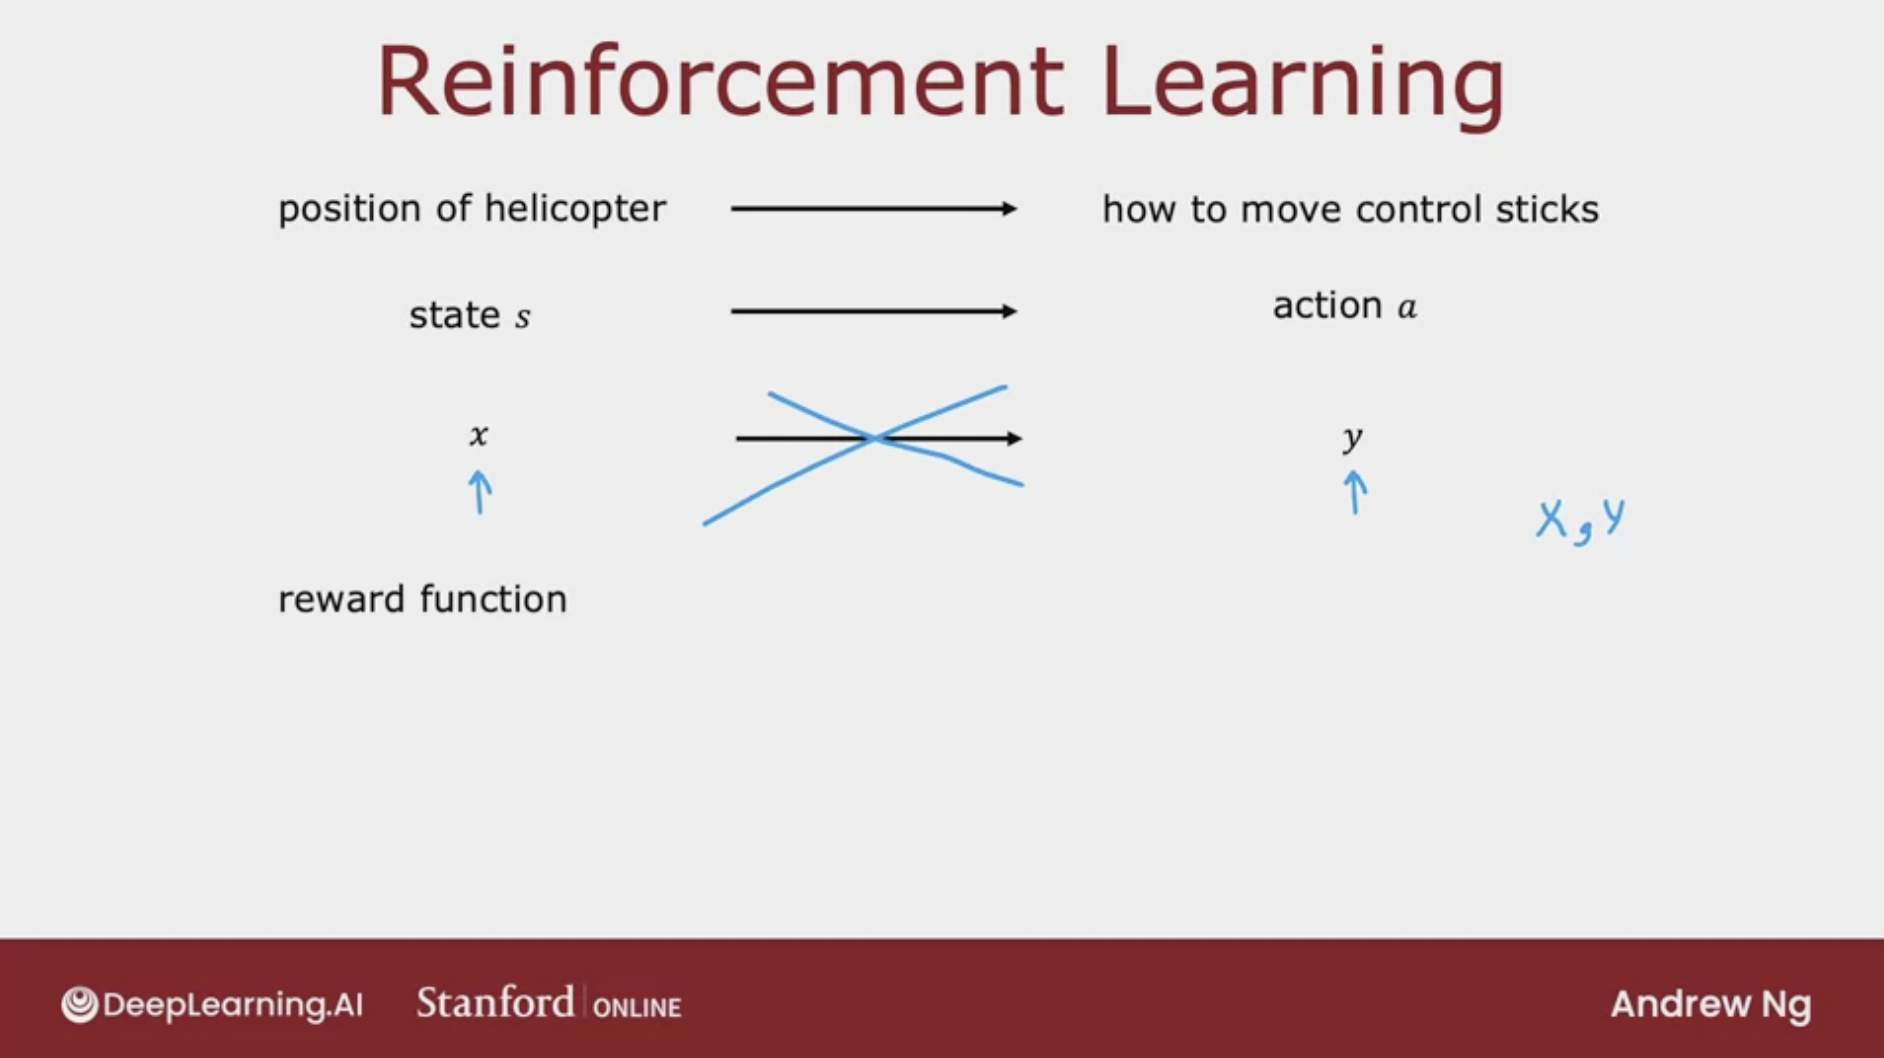 Reinforcement Learning
position of helicopter how to move control sticks
state s action a
x y
X, y
reward function
DeepLearning.AI Stanford ONLINE Andrew Ng